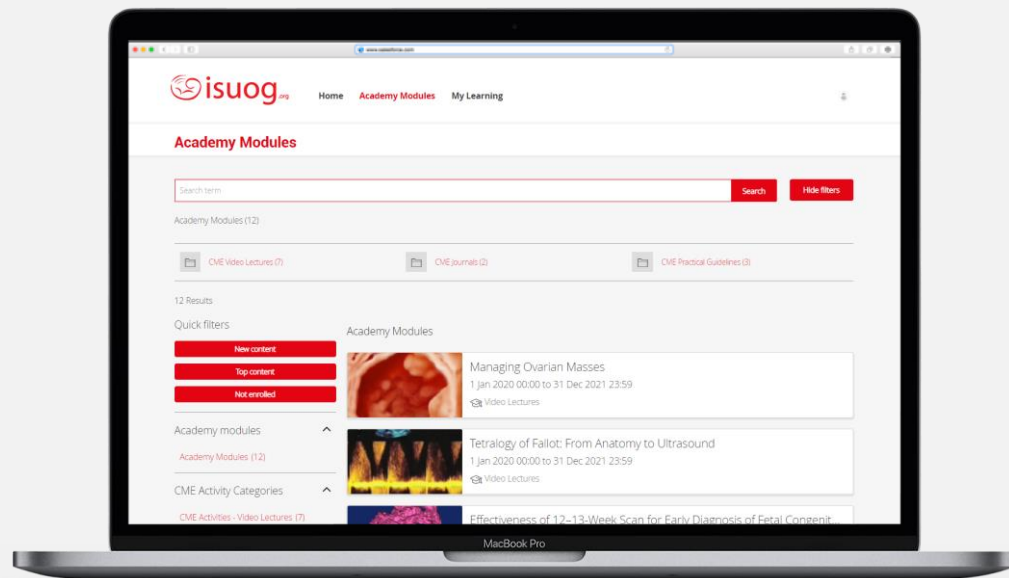 www.salesforce.com
isuog.org
Home Academy Modules My Learning
Academy Modules
Search term
Search
Hide filters
Academy Modules (12)
CME Video Lectures (7)
CME Journals (2)
CME Practical Guidelines (3)
12 Results
Quick filters
New content
Top content
Not enrolled
Academy modules
Academy Modules (12)
CME Activity Categories
CME Activities - Video Lectures (7)
Academy Modules
Managing Ovarian Masses
1 Jan 2020 00:00 to 31 Dec 2021 23:59
Video Lectures
Tetralogy of Fallot: From Anatomy to Ultrasound
1 Jan 2020 00:00 to 31 Dec 2021 23:59
Video Lectures
Effectiveness of 12–13-Week Scan for Early Diagnosis of Fetal Congenit...
MacBook Pro